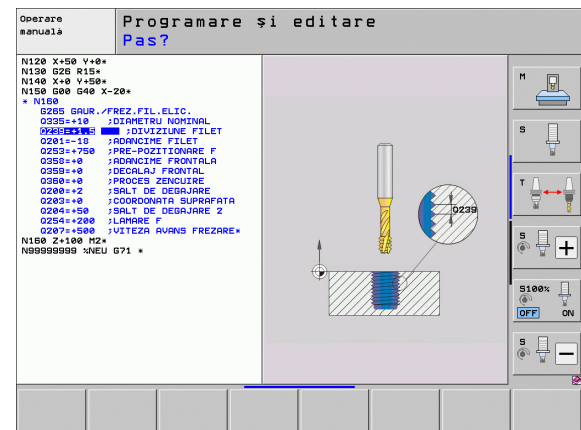 Operare
manuală
Programare şi editare
Pas?
N120 X+50 Y+0*
N130 G26 R15*
N140 X+0 Y+50*
N150 G00 G40 X-20*
* N160
G265 GAUR./FREZ.FIL.ELIC.
Q335=+10 ;DIAMETRU NOMINAL
Q239=+1.5 ;DIVIZIUNE FILET
Q201=-18 ;ADANCIME FILET
Q253=+750 ;PRE-POZITIONARE F
Q358=+0 ;ADANCIME FRONTALA
Q359=+0 ;DECALAJ FRONTAL
Q360=+0 ;PROCES ZENCUIRE
Q200=+2 ;SALT DE DEGAJARE
Q203=+0 ;COORDONATA SUPRAFATA
Q204=+50 ;SALT DE DEGAJARE 2
Q254=+200 ;LAMARE F
Q207=+500 ;VITEZA AVANS FREZARE*
N160 Z+100 M2*
N99999999 %NEU G71 *
Q239
M
S
T
S
+
S100%
OFF ON
S
−